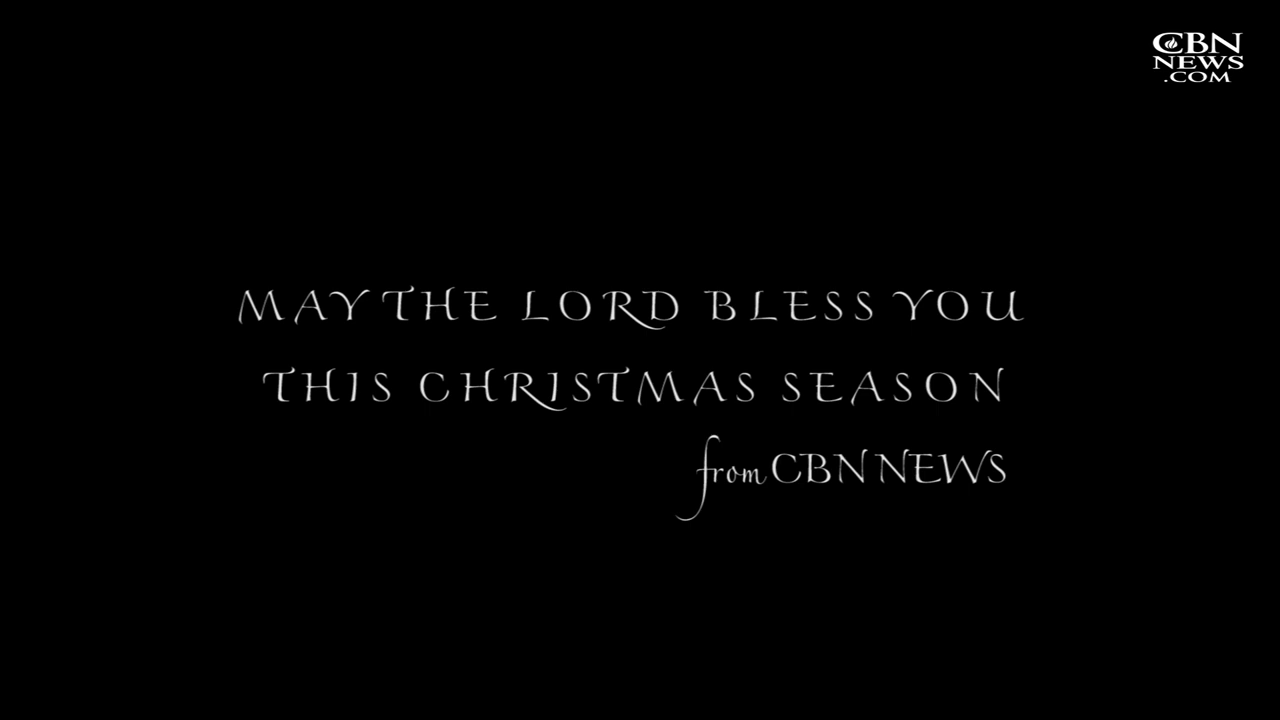 CBN
NEWS
.COM
MAY THE LORD BLESS YOU
THIS CHRISTMAS SEASON
from CBN NEWS